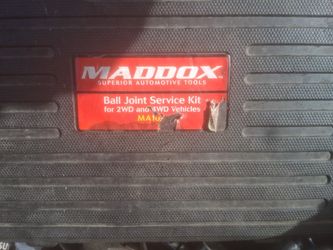 MADDOX
SUPERIOR AUTOMOTIVE TOOLS
Ball Joint Service Kit
for 2WD and 4WD Vehicles